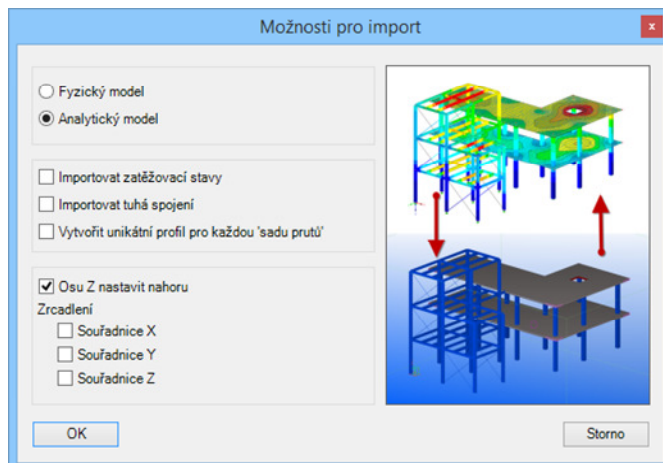 Možnosti pro import
x
Fyzický model
Analytický model
Importovat zatěžovací stavy
Importovat tuhá spojení
Vytvořit unikátní profil pro každou 'sadu prutů'
Osu Z nastavit nahoru
Zrcadlení
Souřadnice X
Souřadnice Y
Souřadnice Z
OK
Storno